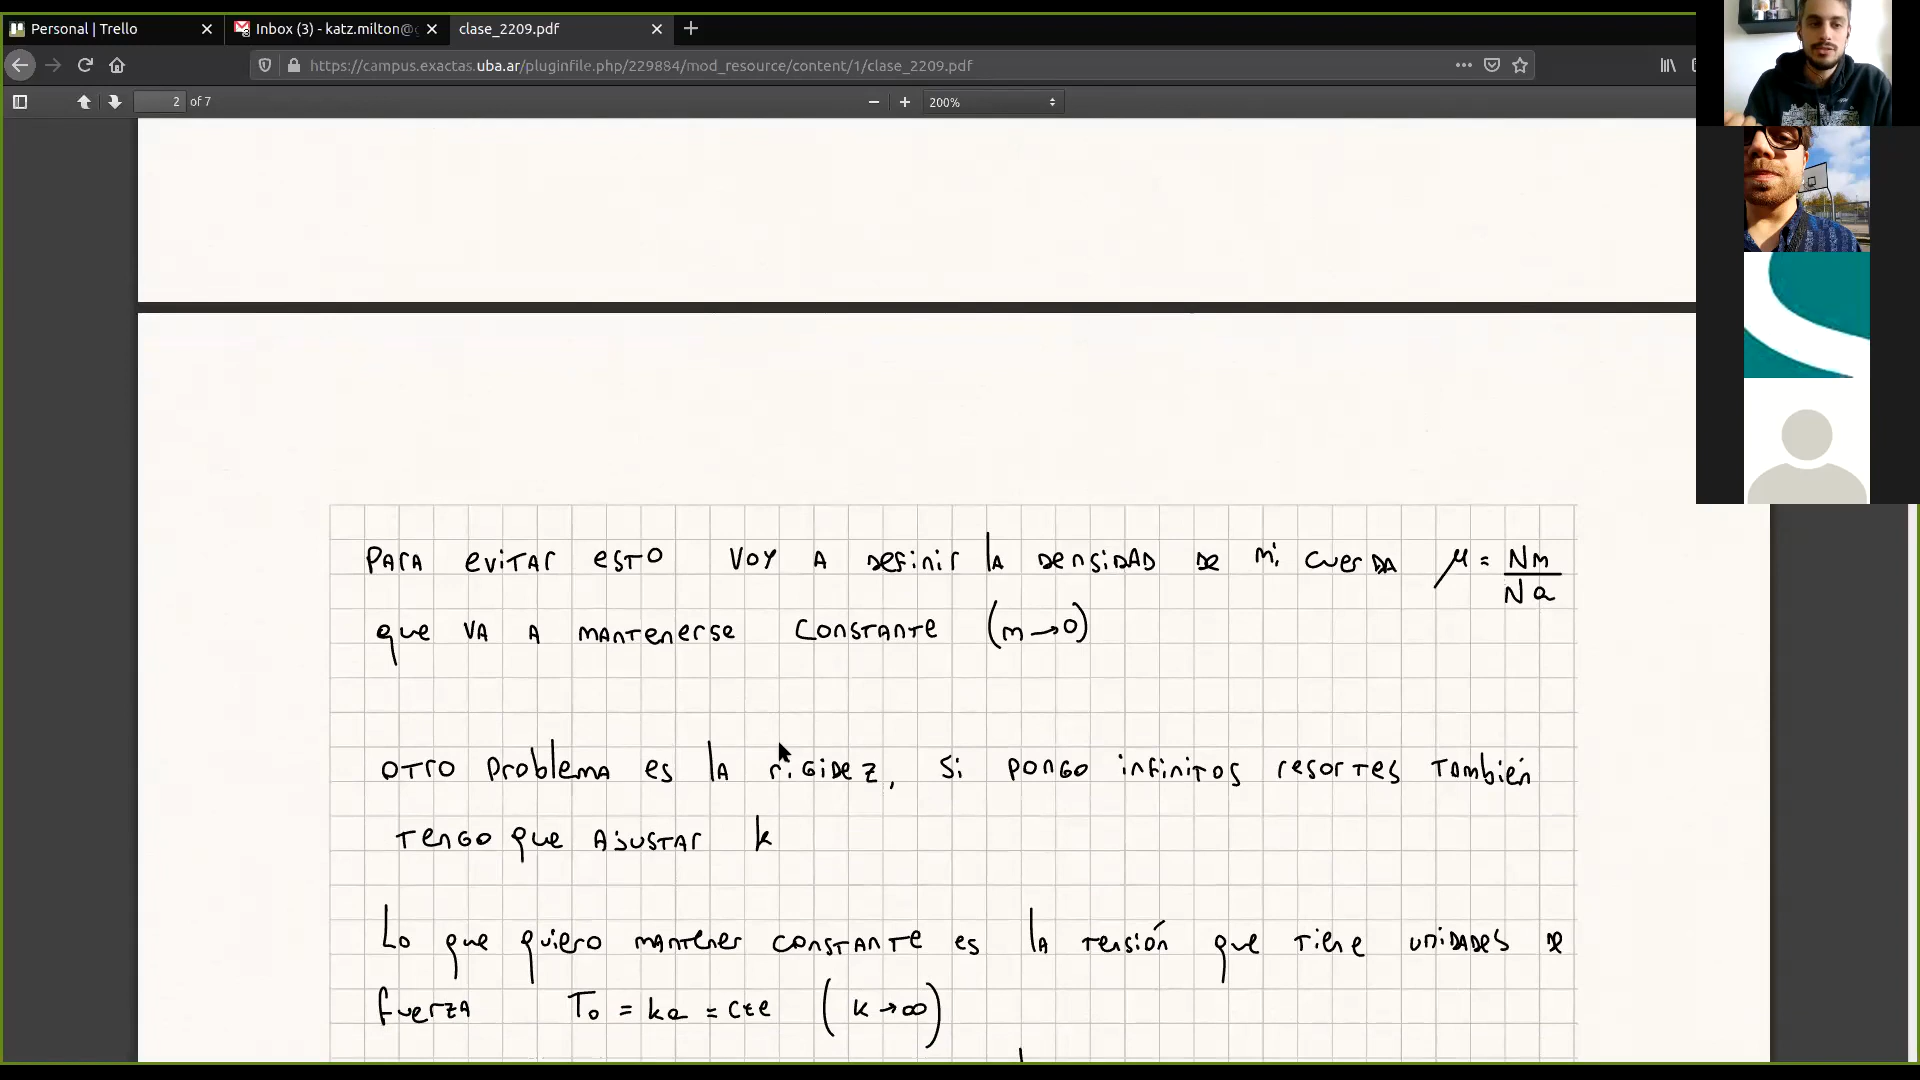 Personal | Trello
Inbox (3) - katz.milton@
clase_2209.pdf
https://campus.exactas.uba.ar/pluginfile.php/229884/mod_resource/content/1/clase_2209.pdf
2 of 7
200%
Para evitar esto voy a definir la densidad de mi cuerda μ = Nm/Na
que va a mantenerse constante (m→0)
Otro problema es la rigidez, si pongo infinitos resortes también
tengo que ajustar k
Lo que quiero mantener constante es la tensión que tiene unidades de
fuerza T₀ = ka = cte (k→∞)